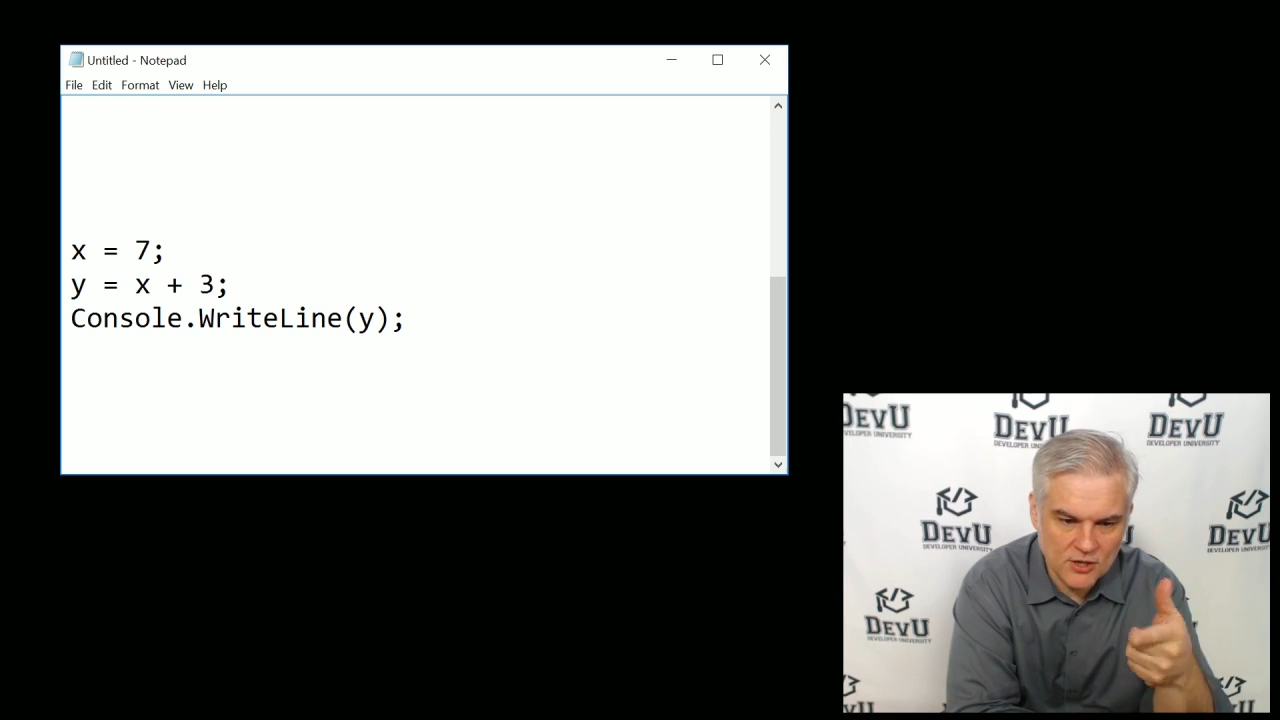 Untitled - Notepad
File Edit Format View Help
x = 7;
y = x + 3;
Console.WriteLine(y);
DevU
DEVELOPER UNIVERSITY
DevU
DEVELOPER UNIVERSITY
DevU
DEVELOPER UNIVERSITY
DevU
DEVELOPER UNIVERSITY
DevU
DEVELOPER UNIVERSITY
DevU
DEVELOPER UNIVERSITY